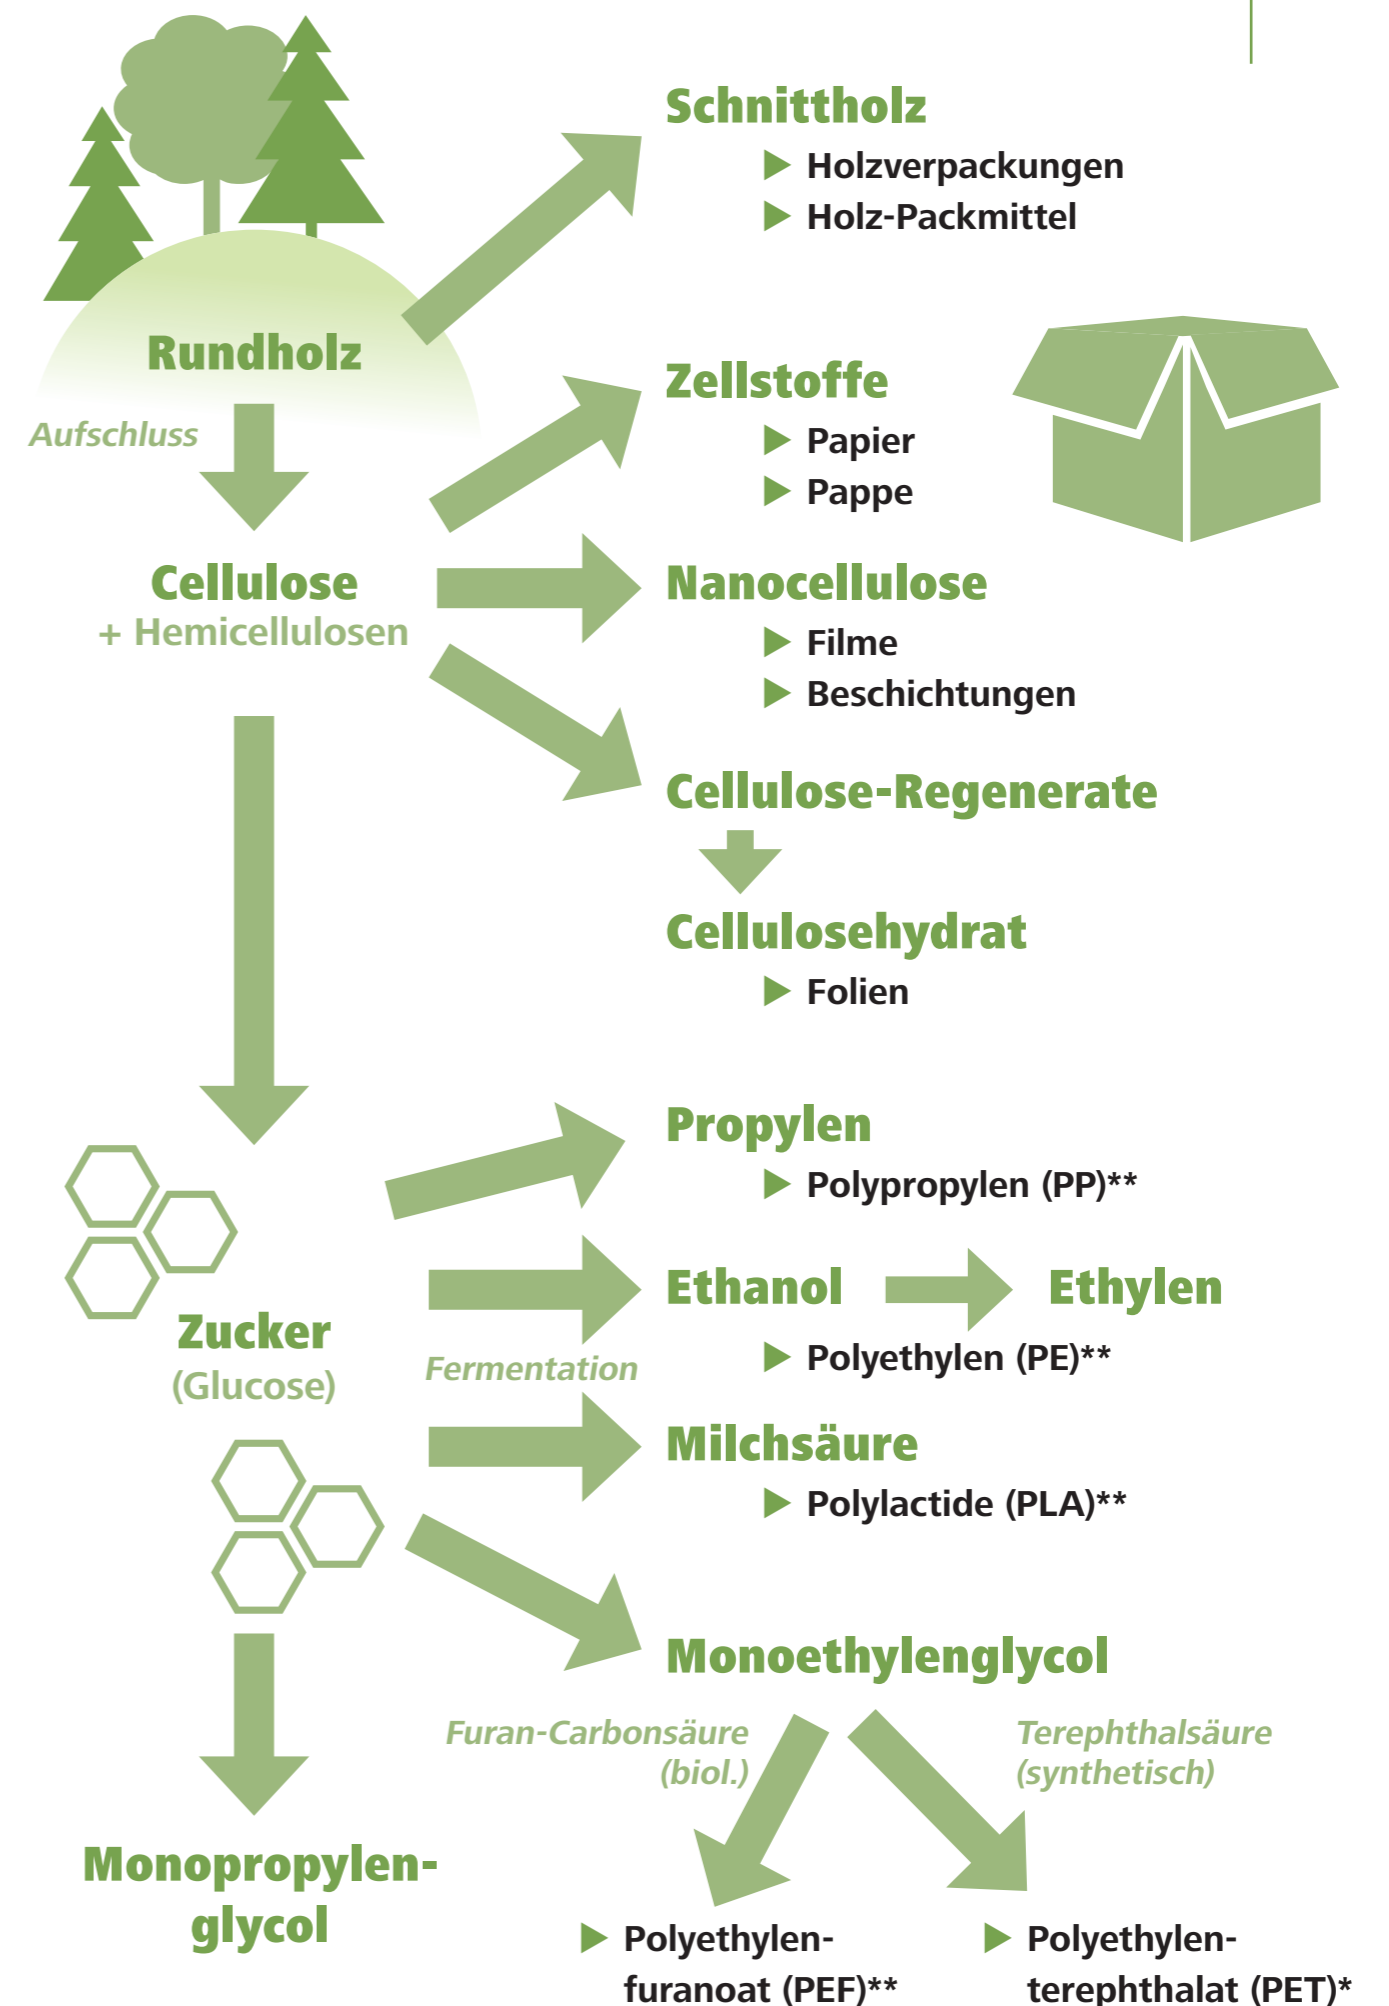 Schnittholz
Holzverpackungen
Holz-Packmittel
Rundholz
Aufschluss
Zellstoffe
Papier
Pappe
Cellulose
+ Hemicellulosen
Nanocellulose
Filme
Beschichtungen
Cellulose-Regenerate
Cellulosehydrat
Folien
Propylen
Polypropylen (PP)**
Ethanol
Ethylen
Polyethylen (PE)**
Zucker
(Glucose)
Fermentation
Milchsäure
Polylactide (PLA)**
Monoethylenglycol
Furan-Carbonsäure
(biol.)
Terephthalsäure
(synthetisch)
Monopropylen-
glycol
Polyethylen-
furanoat (PEF)**
Polyethylen-
terephthalat (PET)*